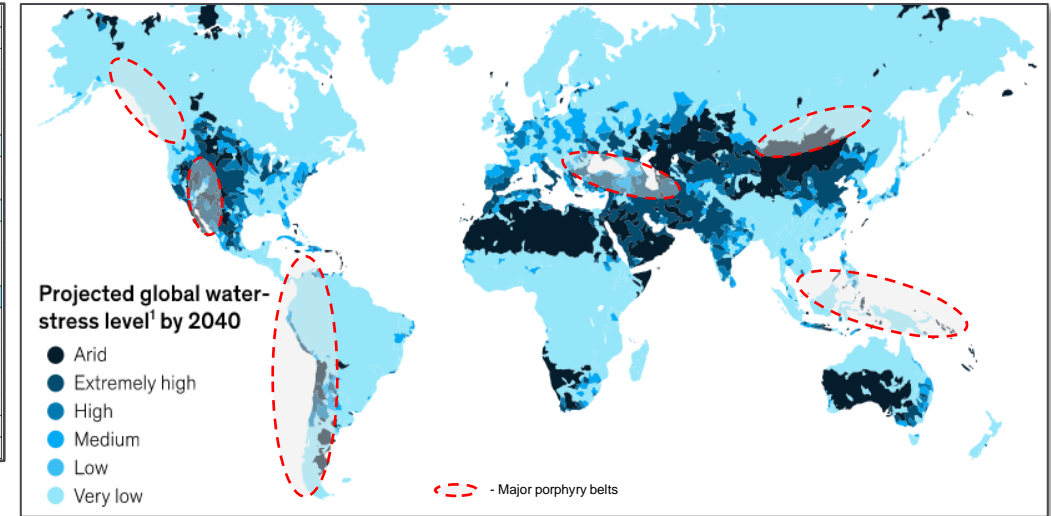 Projected global water-
stress level¹ by 2040
Arid
Extremely high
High
Medium
Low
Very low
- Major porphyry belts